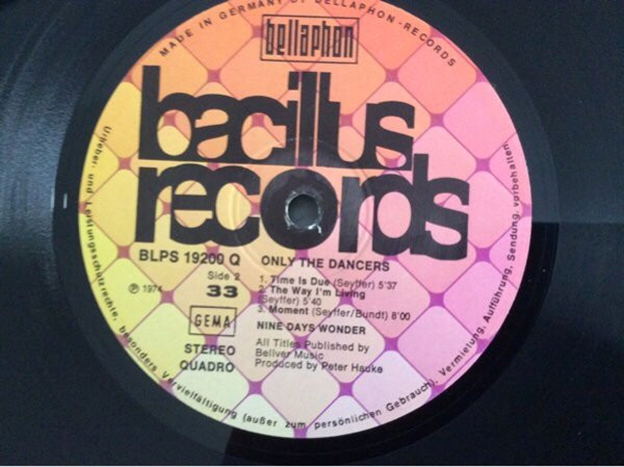 MADE IN GERMANY BY BELLAPHON-RECORDS
bellaphon
bacillus
records
BLPS 19200 Q
Side 2
℗ 1974
33
GEMA
STEREO
QUADRO
ONLY THE DANCERS
1. Time Is Due (Seyffer) 5'37
2. The Way I'm Living
(Seyffer) 5'40
3. Moment (Seyffer/Bundt) 8'00
NINE DAYS WONDER
All Titles Published by
Bellver Music
Produced by Peter Hauke
Urheber- und Leistungsschutzrechte, besonders Vervielfältigung (außer zum persönlichen Gebrauch), Vermietung, Aufführung, Sendung, vorbehalten